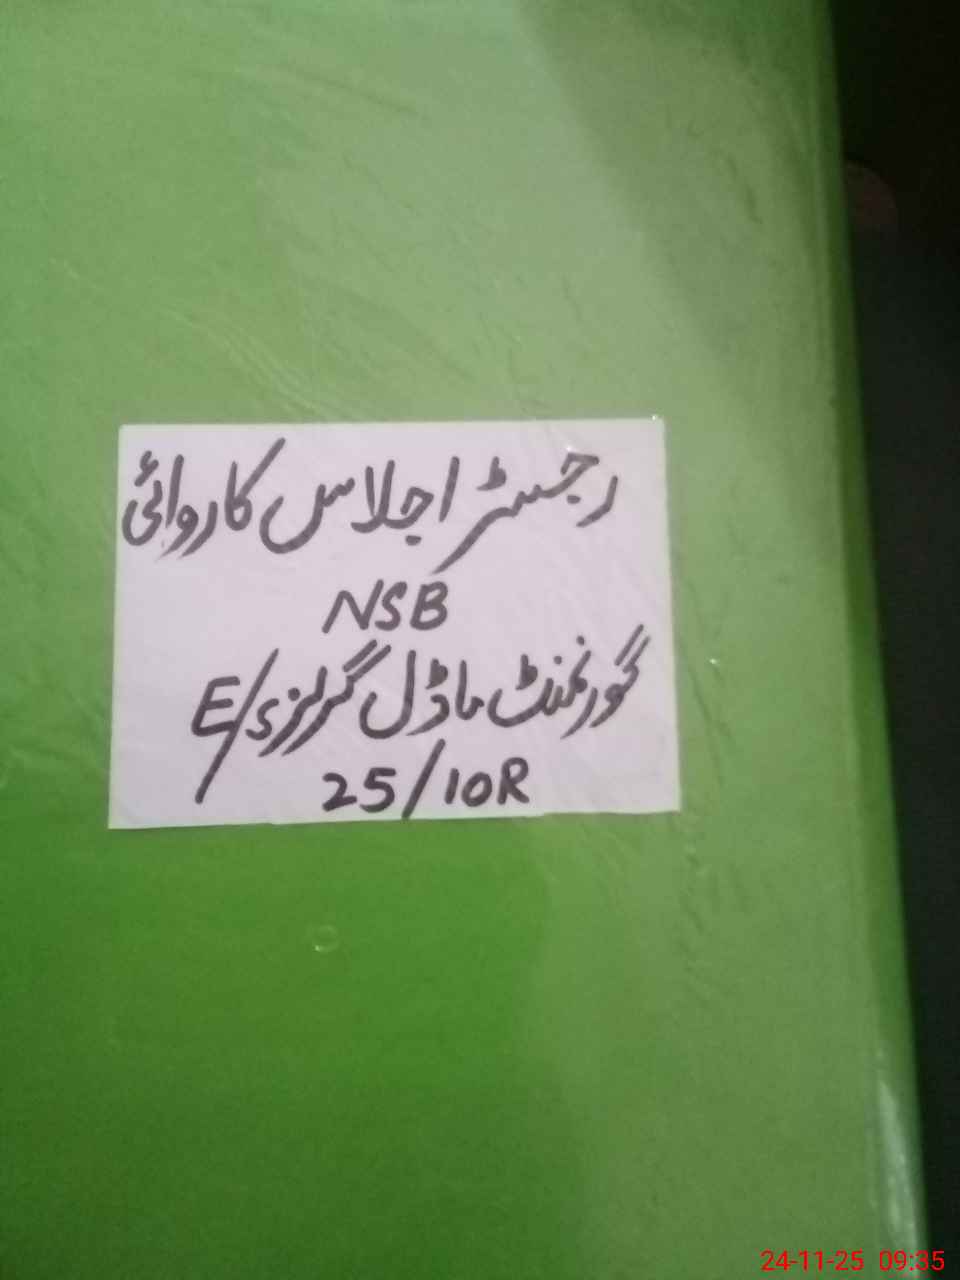 رجسٹر اجلاس کاروائی
NSB
گورنمنٹ ماڈل گرلز E/S
25/10R
24-11-25 09:35